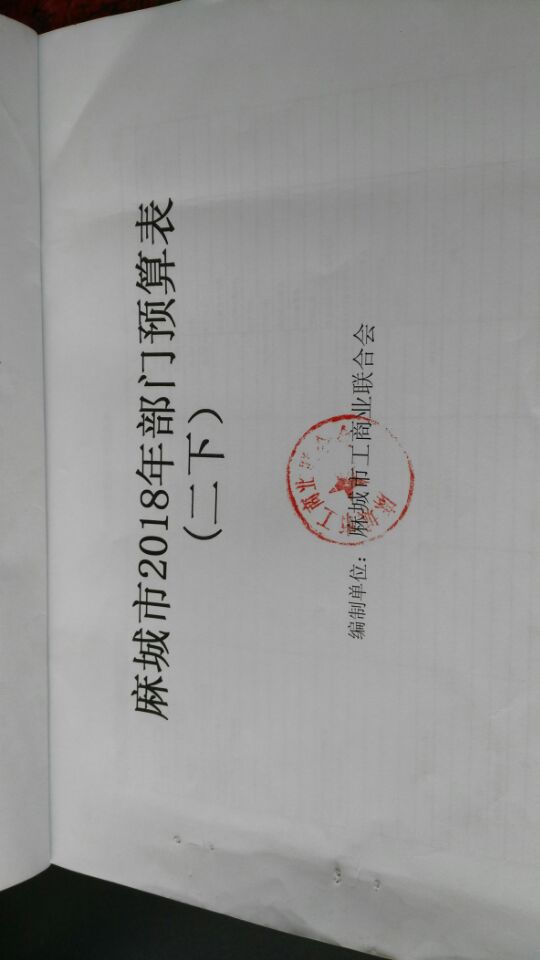 麻城市2018年部门预算表
（二下）
编制单位：麻城市工商业联合会